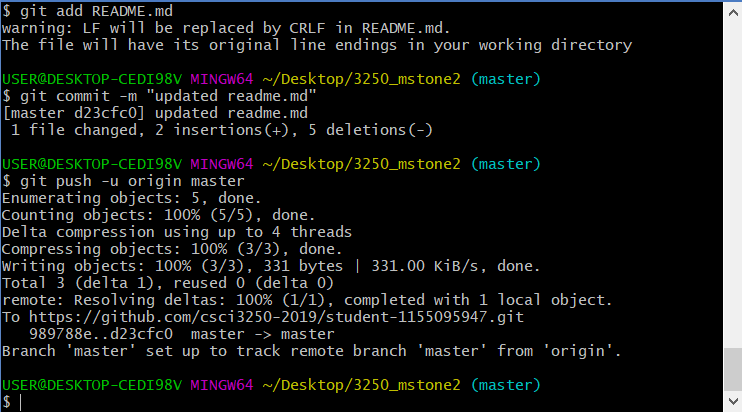 $ git add README.md
warning: LF will be replaced by CRLF in README.md.
The file will have its original line endings in your working directory
USER@DESKTOP-CEDI98V MINGW64 ~/Desktop/3250_mstone2 (master)
$ git commit -m "updated readme.md"
[master d23cfc0] updated readme.md
 1 file changed, 2 insertions(+), 5 deletions(-)
USER@DESKTOP-CEDI98V MINGW64 ~/Desktop/3250_mstone2 (master)
$ git push -u origin master
Enumerating objects: 5, done.
Counting objects: 100% (5/5), done.
Delta compression using up to 4 threads
Compressing objects: 100% (3/3), done.
Writing objects: 100% (3/3), 331 bytes | 331.00 KiB/s, done.
Total 3 (delta 1), reused 0 (delta 0)
remote: Resolving deltas: 100% (1/1), completed with 1 local object.
To https://github.com/csci3250-2019/student-1155095947.git
   989788e..d23cfc0  master -> master
Branch 'master' set up to track remote branch 'master' from 'origin'.
USER@DESKTOP-CEDI98V MINGW64 ~/Desktop/3250_mstone2 (master)
$